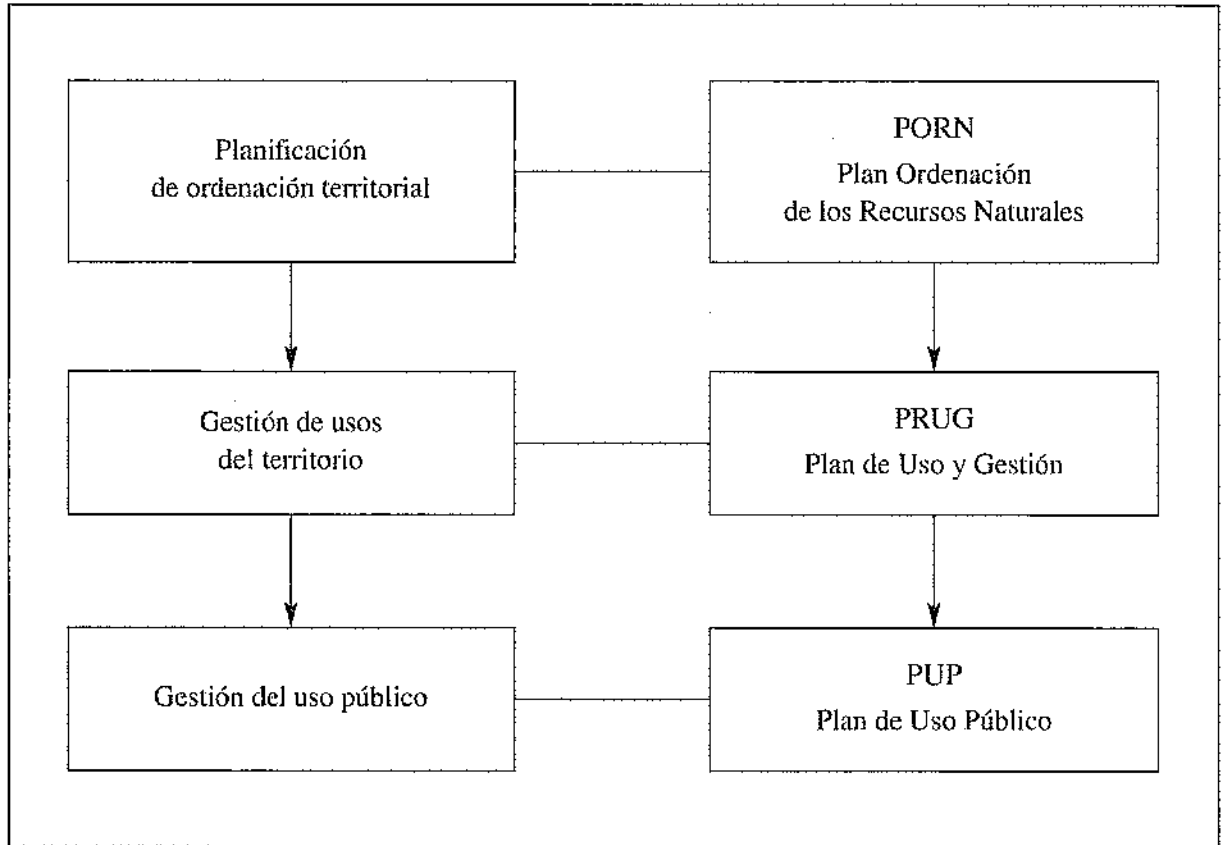 Planificación
de ordenación territorial
PORN
Plan Ordenación
de los Recursos Naturales
Gestión de usos
del territorio
PRUG
Plan de Uso y Gestión
Gestión del uso público
PUP
Plan de Uso Público